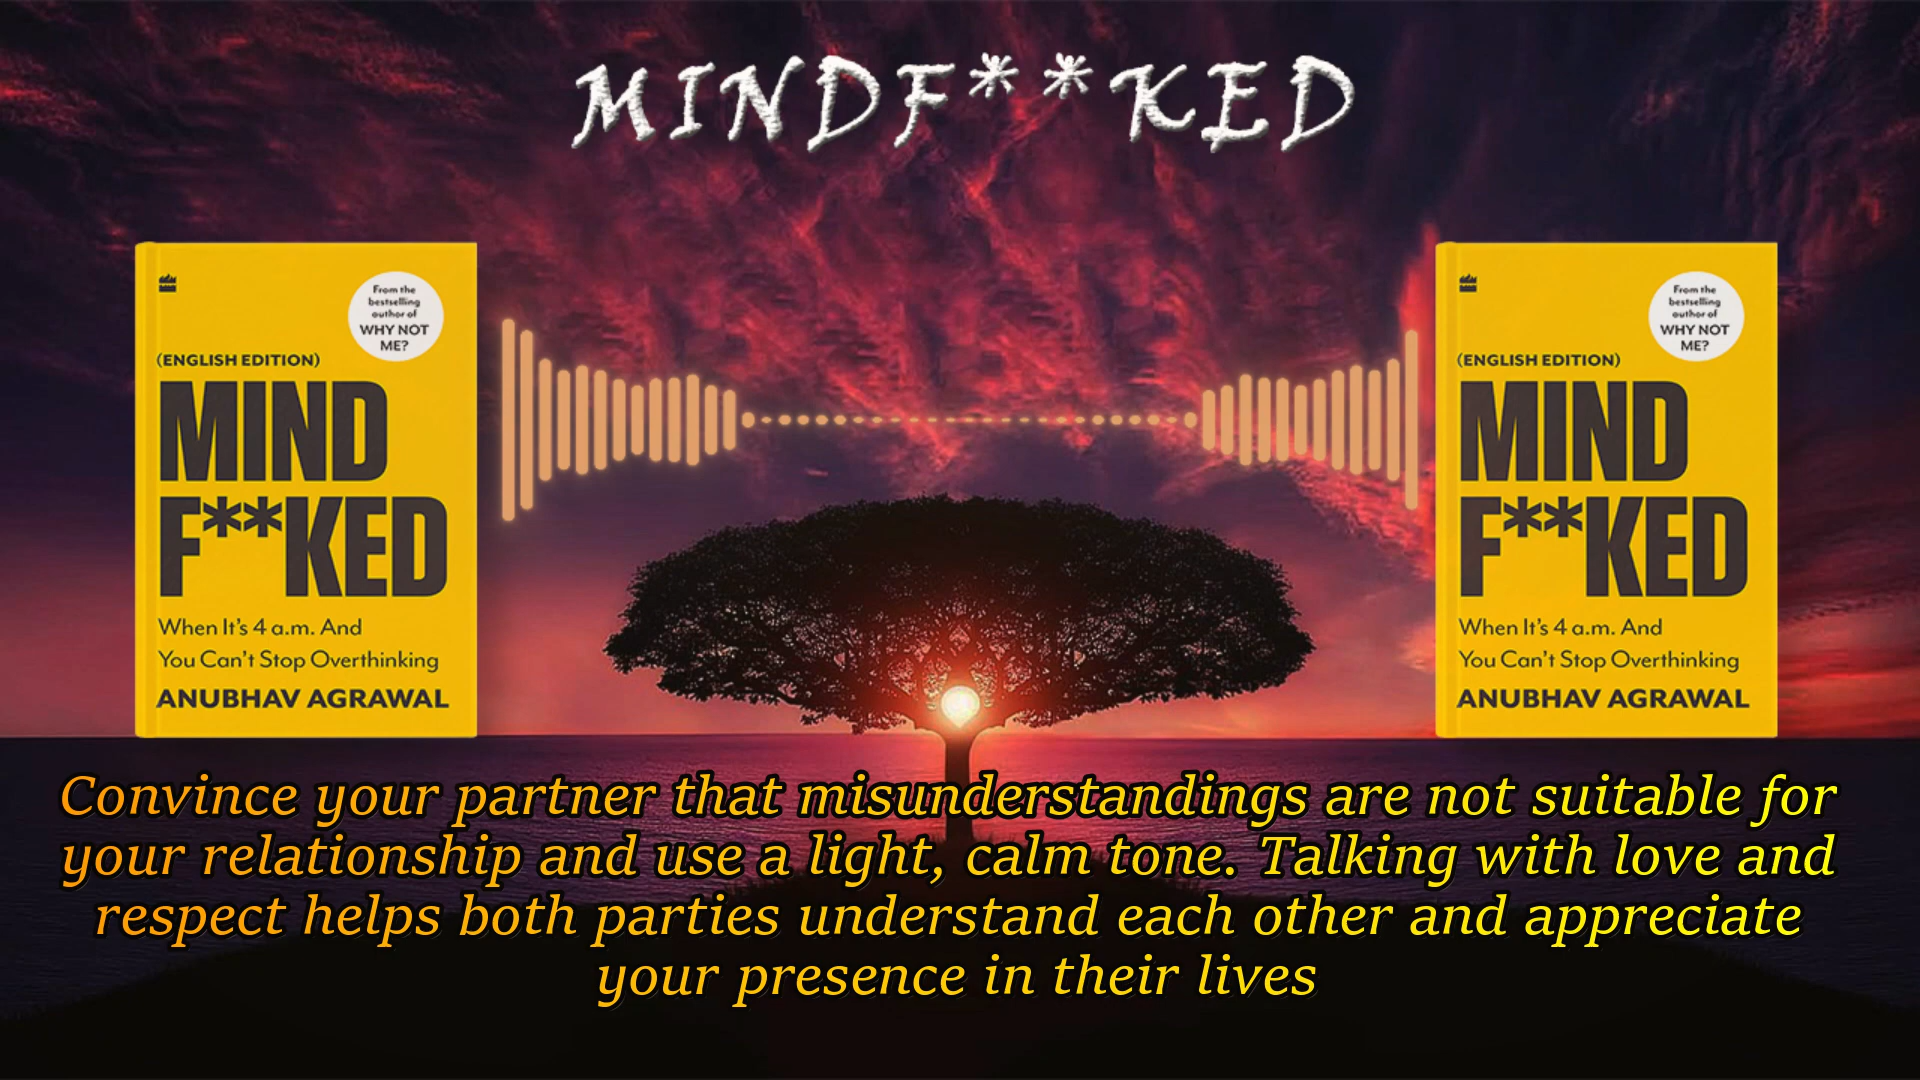 MINDF**KED
From the
bestselling
author of
WHY NOT
ME?
(ENGLISH EDITION)
MIND
F**KED
When It's 4 a.m. And
You Can't Stop Overthinking
ANUBHAV AGRAWAL
From the
bestselling
author of
WHY NOT
ME?
(ENGLISH EDITION)
MIND
F**KED
When It's 4 a.m. And
You Can't Stop Overthinking
ANUBHAV AGRAWAL
Convince your partner that misunderstandings are not suitable for
your relationship and use a light, calm tone. Talking with love and
respect helps both parties understand each other and appreciate
your presence in their lives